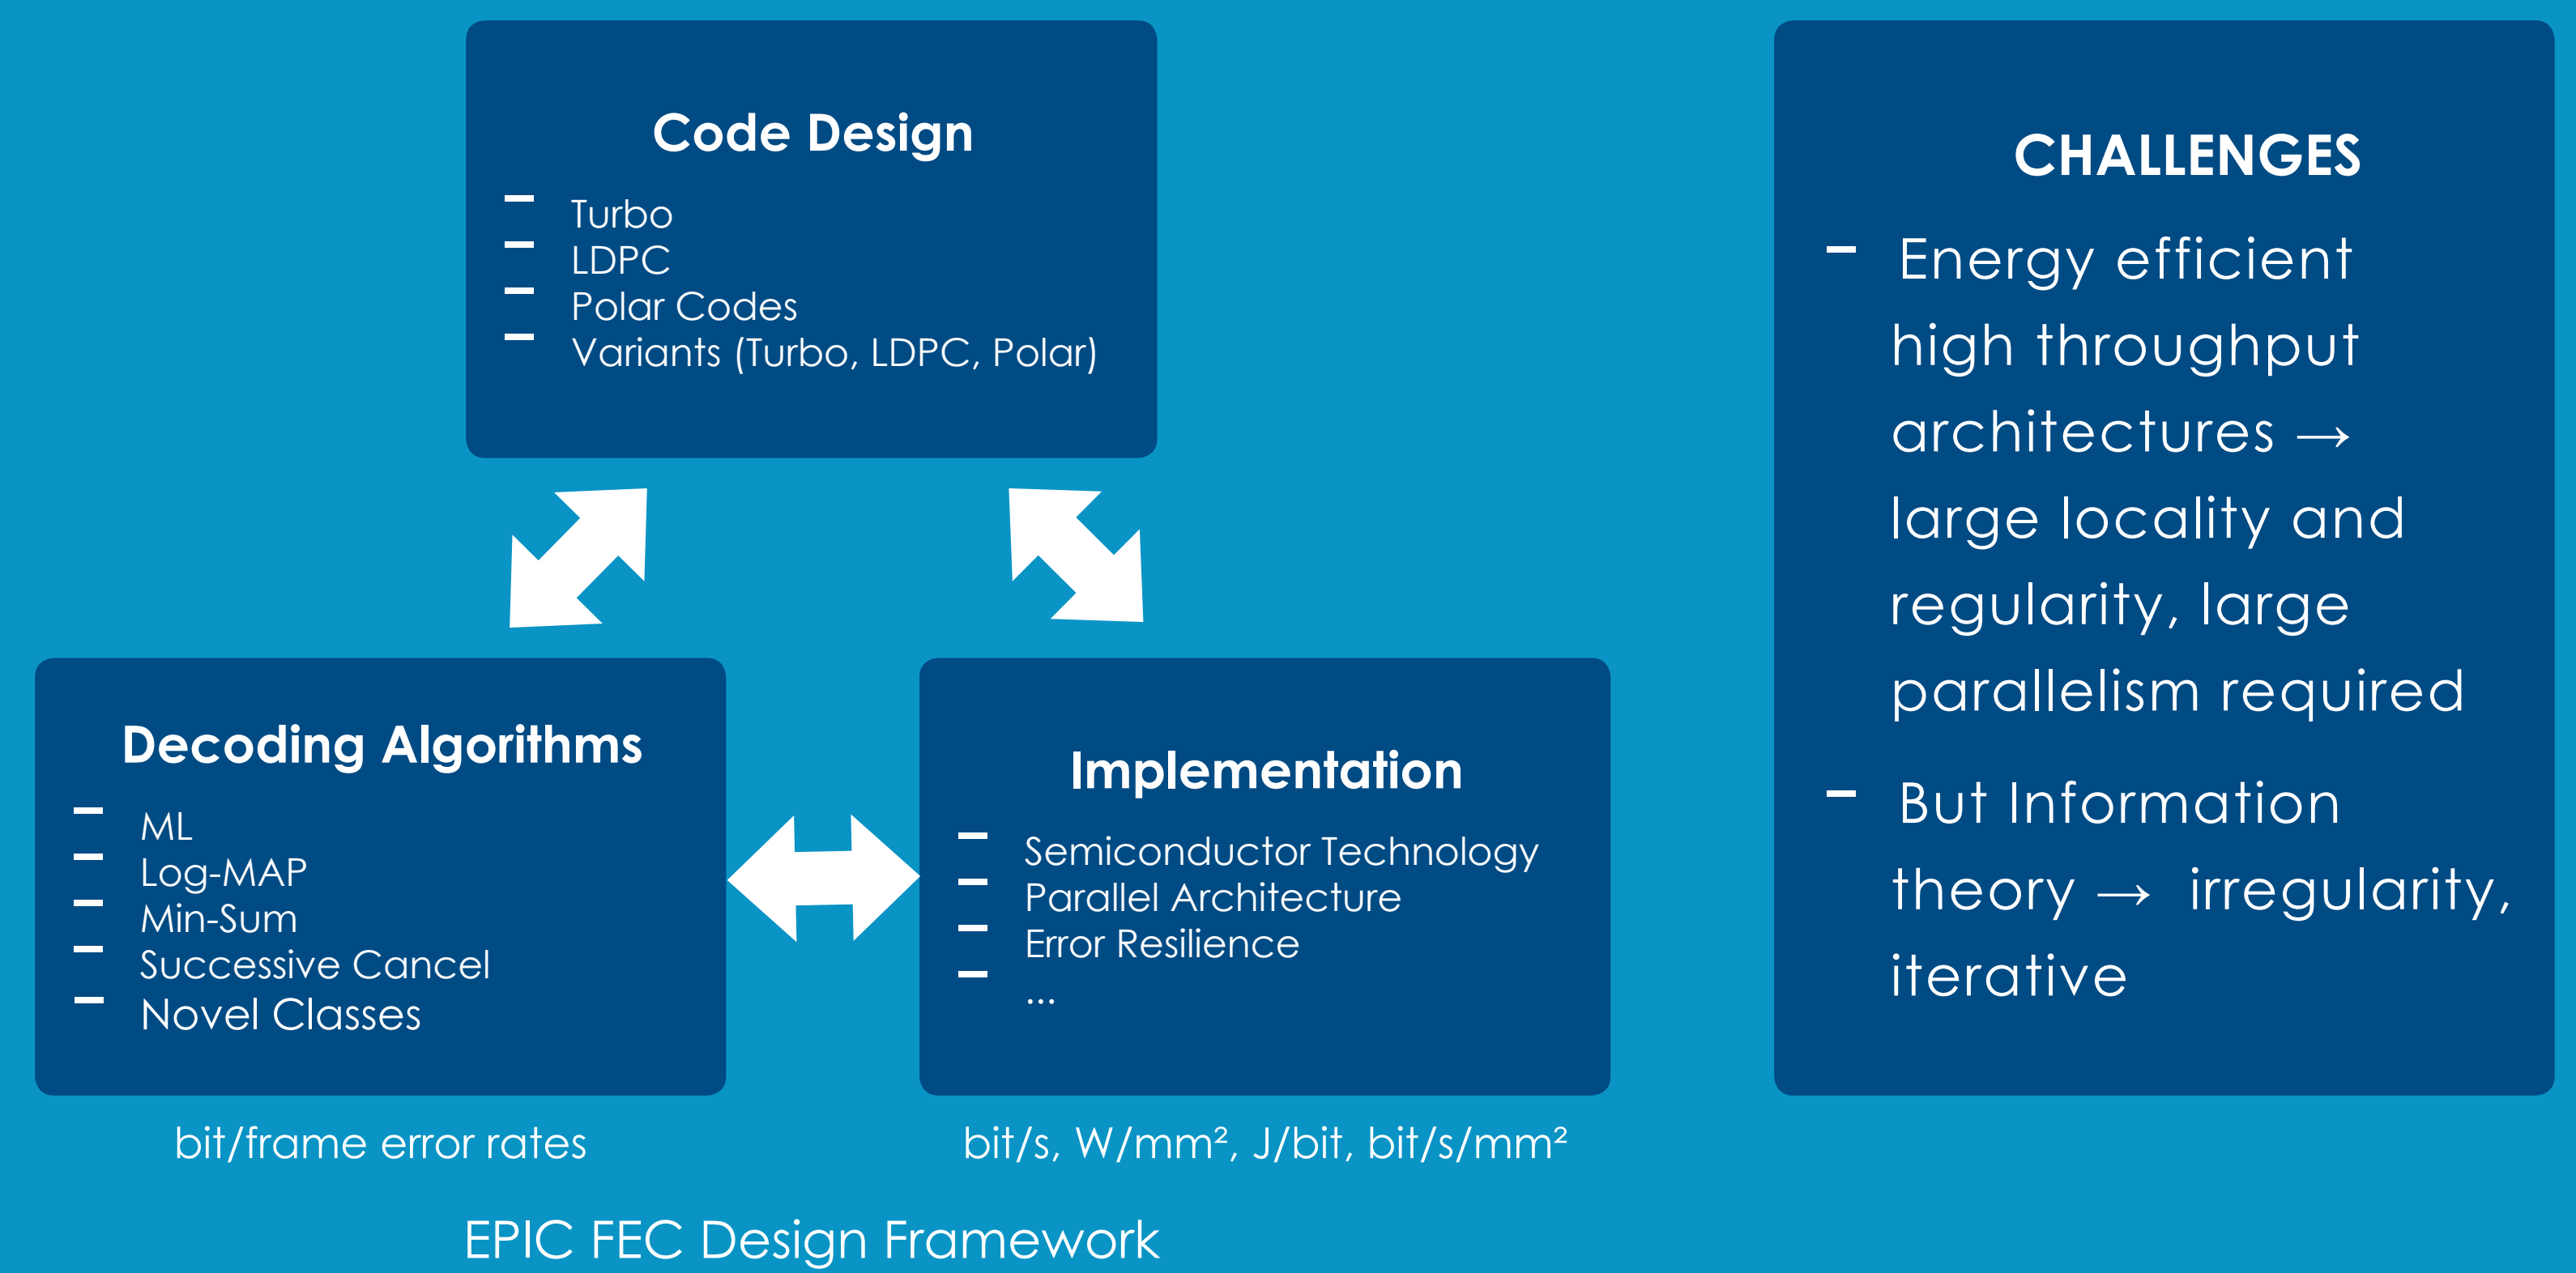 Code Design
- Turbo
- LDPC
- Polar Codes
- Variants (Turbo, LDPC, Polar)
Decoding Algorithms
- ML
- Log-MAP
- Min-Sum
- Successive Cancel
- Novel Classes
bit/frame error rates
Implementation
- Semiconductor Technology
- Parallel Architecture
- Error Resilience
- ...
bit/s, W/mm², J/bit, bit/s/mm²
EPIC FEC Design Framework
CHALLENGES
- Energy efficient
high throughput
architectures →
large locality and
regularity, large
parallelism required
- But Information
theory → irregularity,
iterative